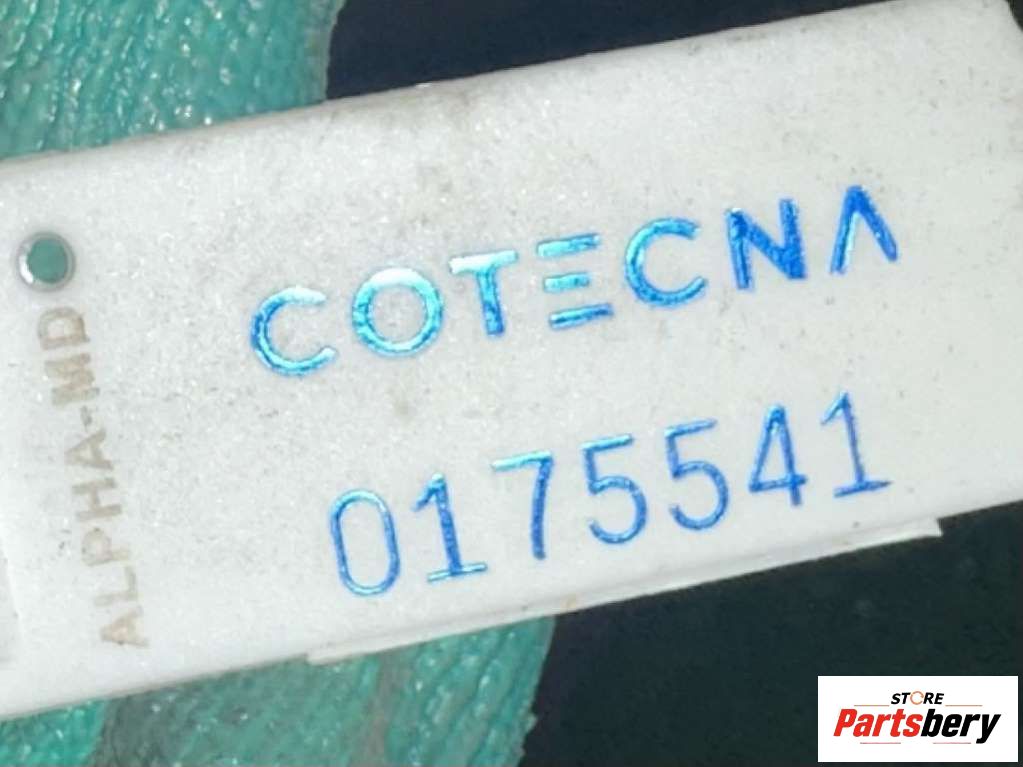 COTECNA
0175541
ALPHA-MD
STORE
Partsbery